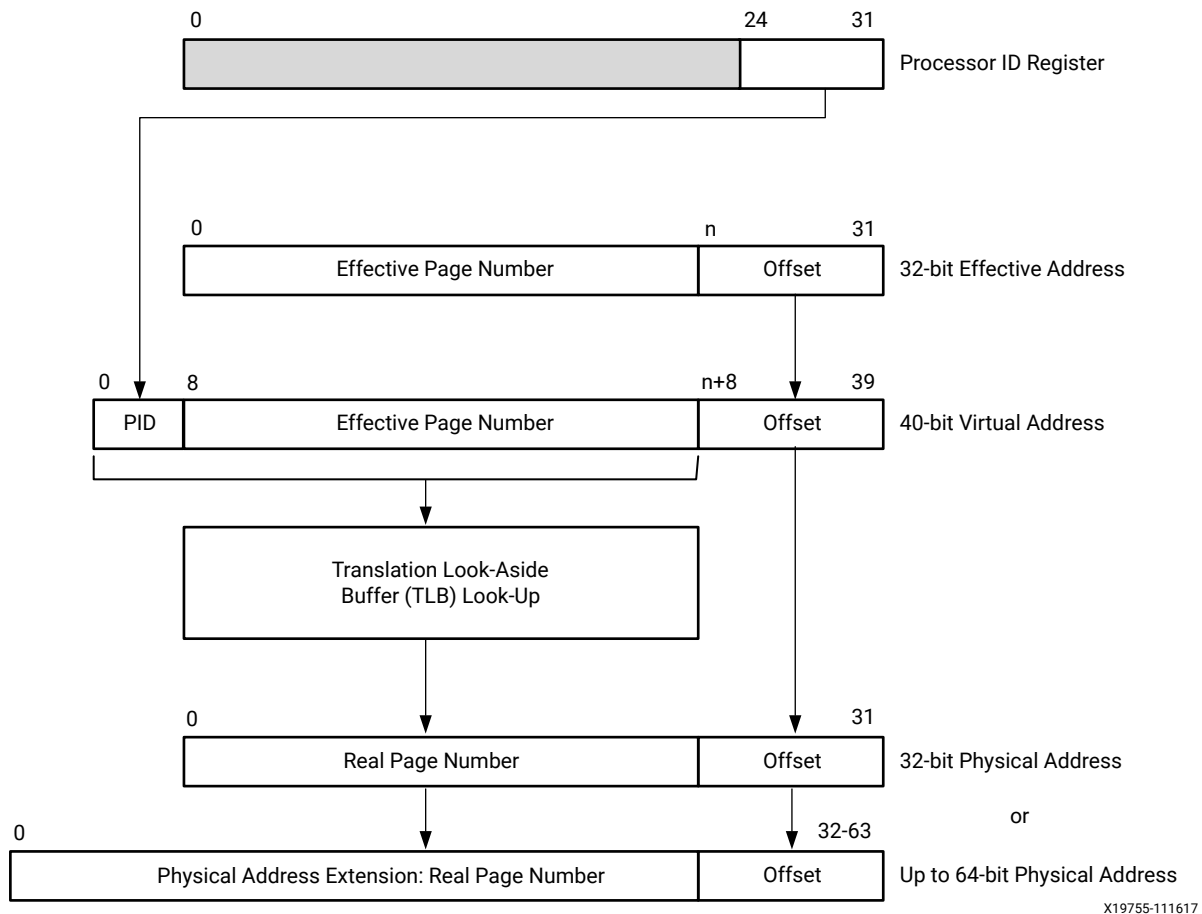 0 24 31
Processor ID Register
0 n 31
Effective Page Number Offset 32-bit Effective Address
0 8 n+8 39
PID Effective Page Number Offset 40-bit Virtual Address
Translation Look-Aside
Buffer (TLB) Look-Up
0 31
Real Page Number Offset 32-bit Physical Address
or
0 32-63
Physical Address Extension: Real Page Number Offset Up to 64-bit Physical Address
X19755-111617